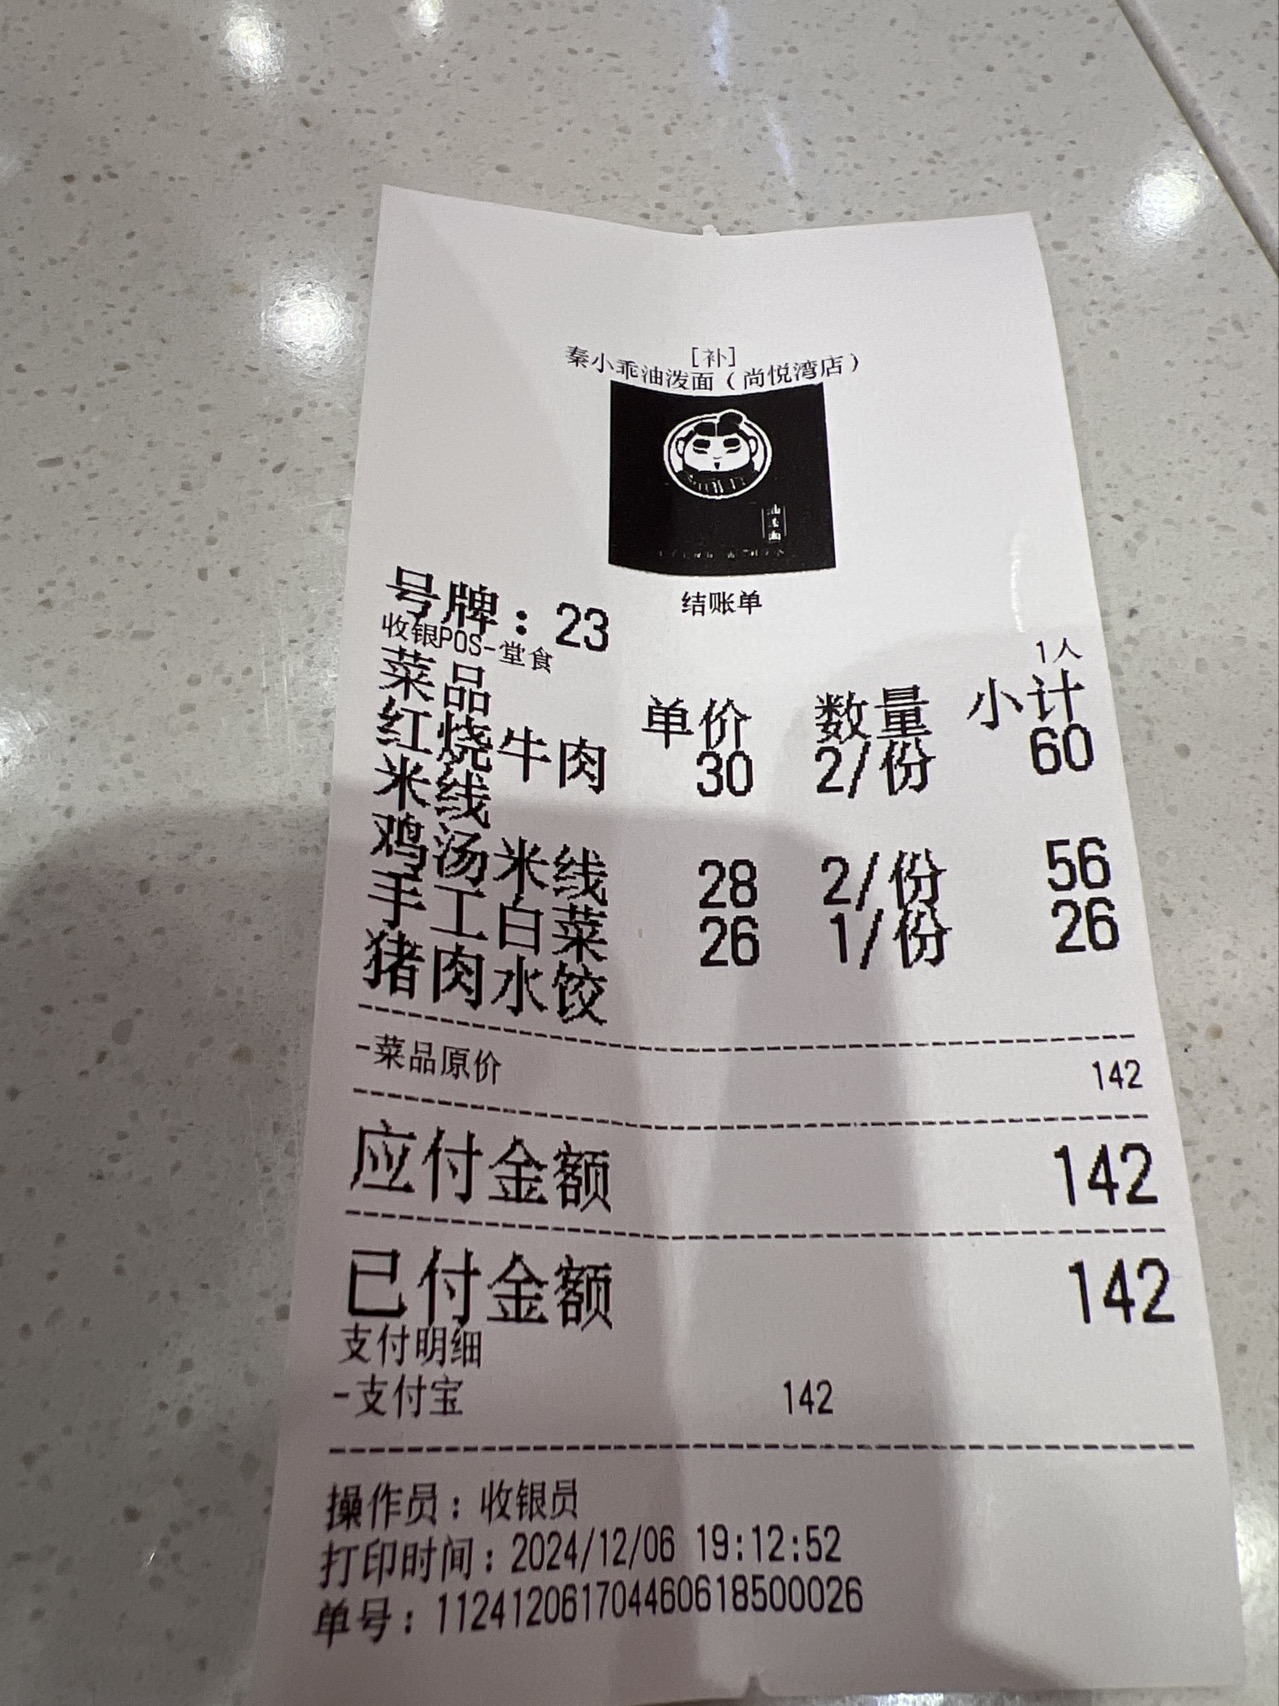 [补]
秦小乖油泼面（尚悦湾店）
油泼面
结账单
号牌：23
收银POS-堂食
1人
菜品 单价 数量 小计
红烧牛肉 30 2/份 60
米线
鸡汤米线 28 2/份 56
手工白菜 26 1/份 26
猪肉水饺
-菜品原价 142
应付金额 142
已付金额 142
支付明细
-支付宝 142
操作员：收银员
打印时间：2024/12/06 19:12:52
单号：11241206170446061850​0026